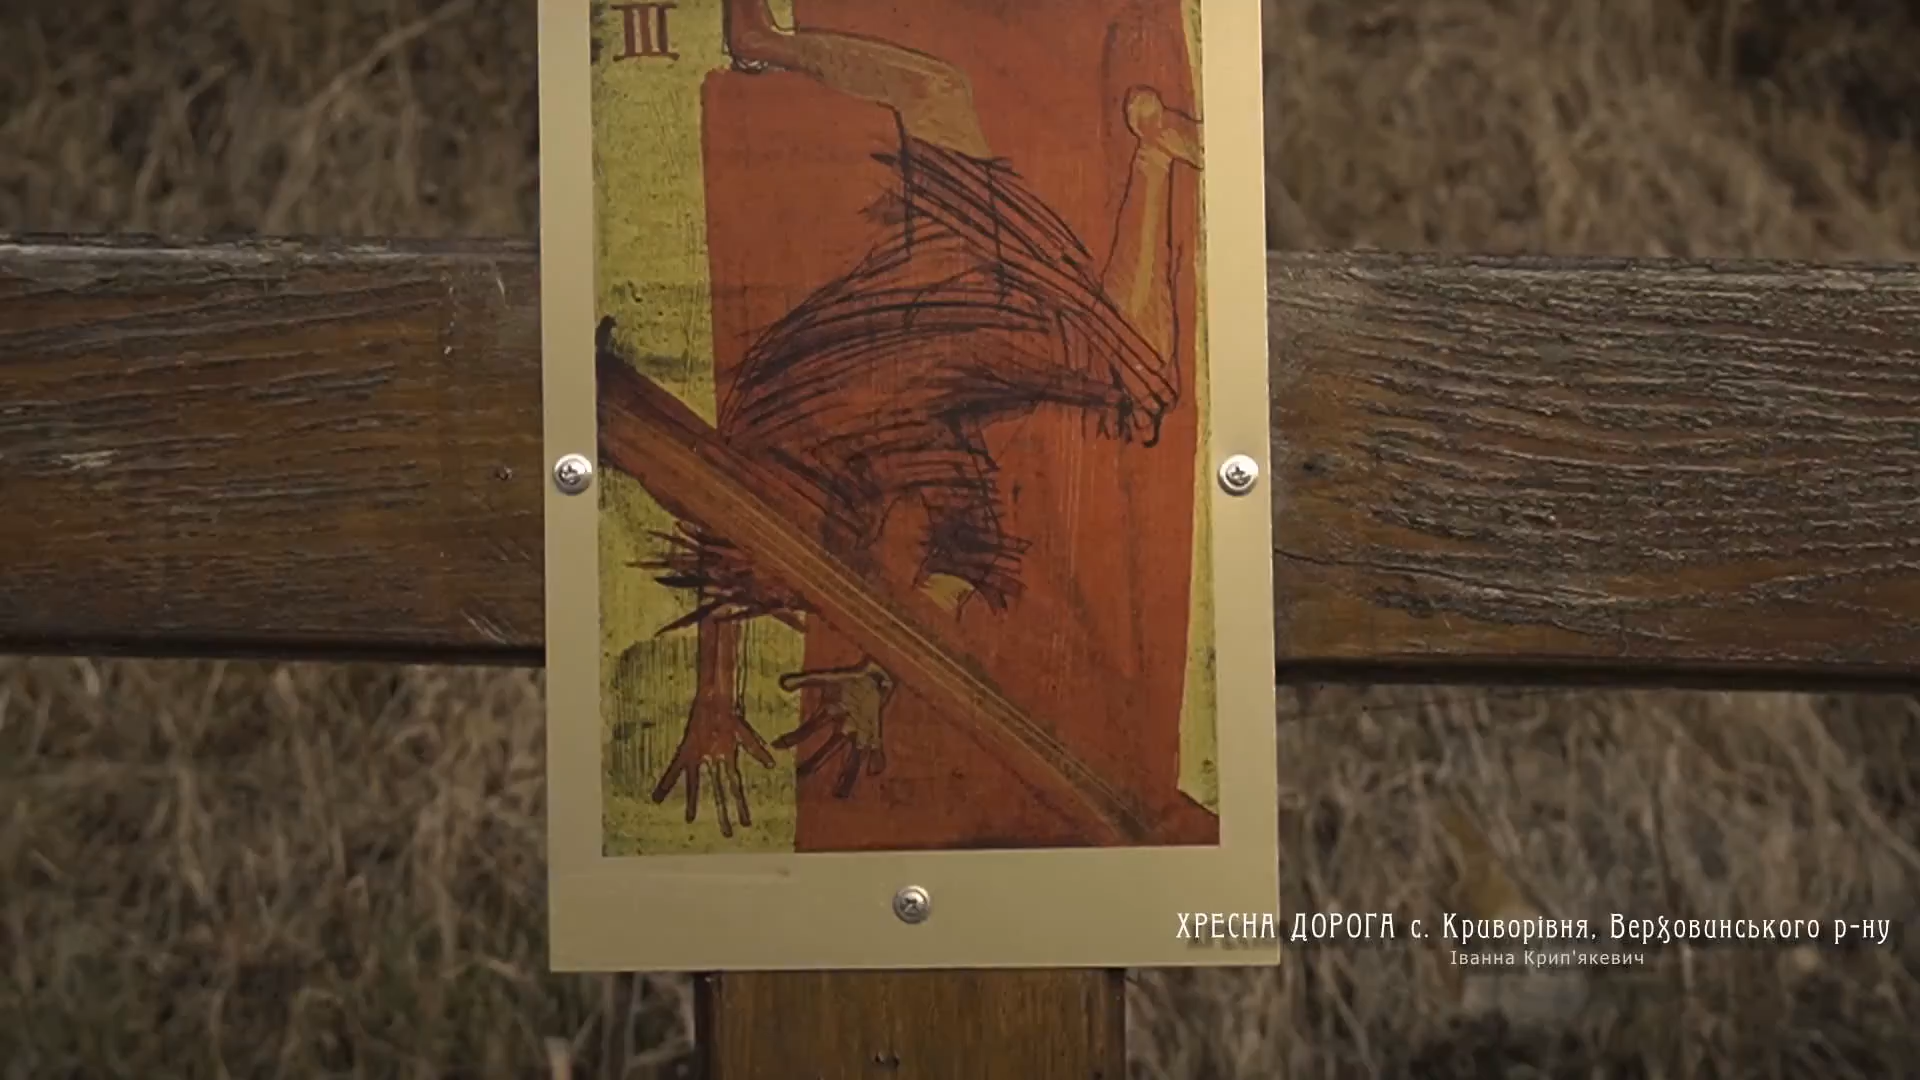 III
ХРЕСНА ДОРОГА с. Криворівня, Верховинського р-ну
Іванна Крип'якевич